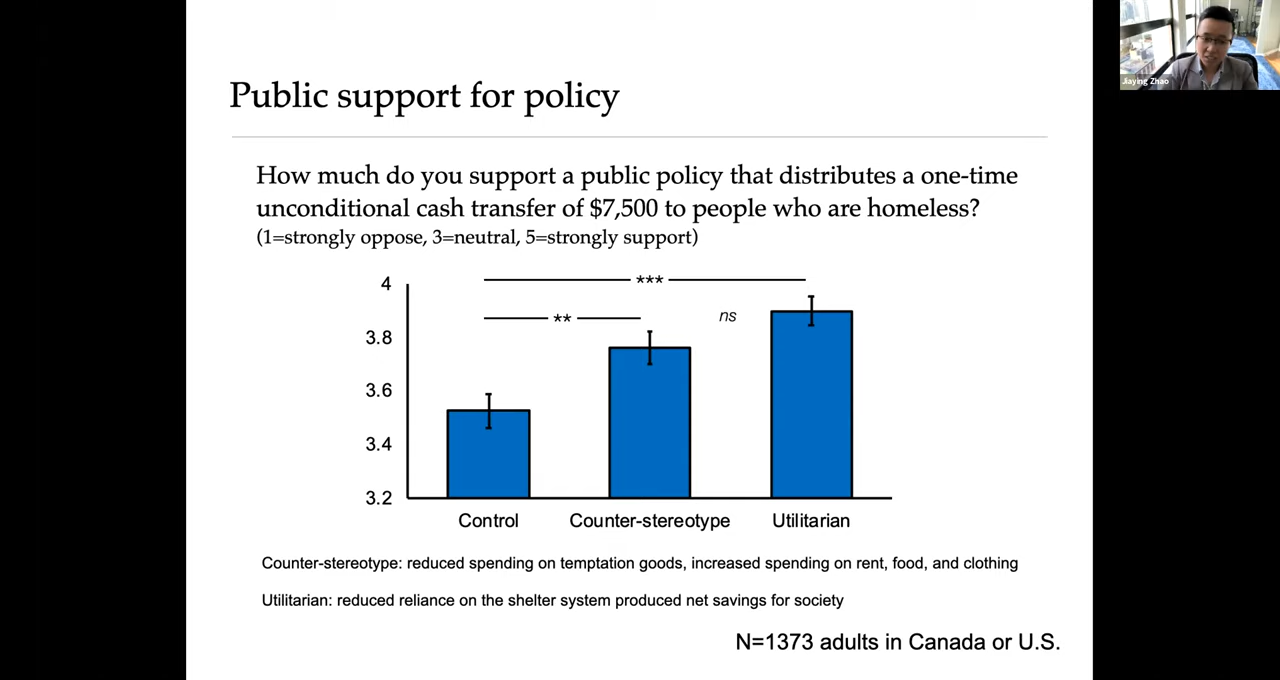 Jiaying Zhao
Public support for policy
How much do you support a public policy that distributes a one-time
unconditional cash transfer of $7,500 to people who are homeless?
(1=strongly oppose, 3=neutral, 5=strongly support)
4
3.8
3.6
3.4
3.2
***
**
ns
Control
Counter-stereotype
Utilitarian
Counter-stereotype: reduced spending on temptation goods, increased spending on rent, food, and clothing
Utilitarian: reduced reliance on the shelter system produced net savings for society
N=1373 adults in Canada or U.S.